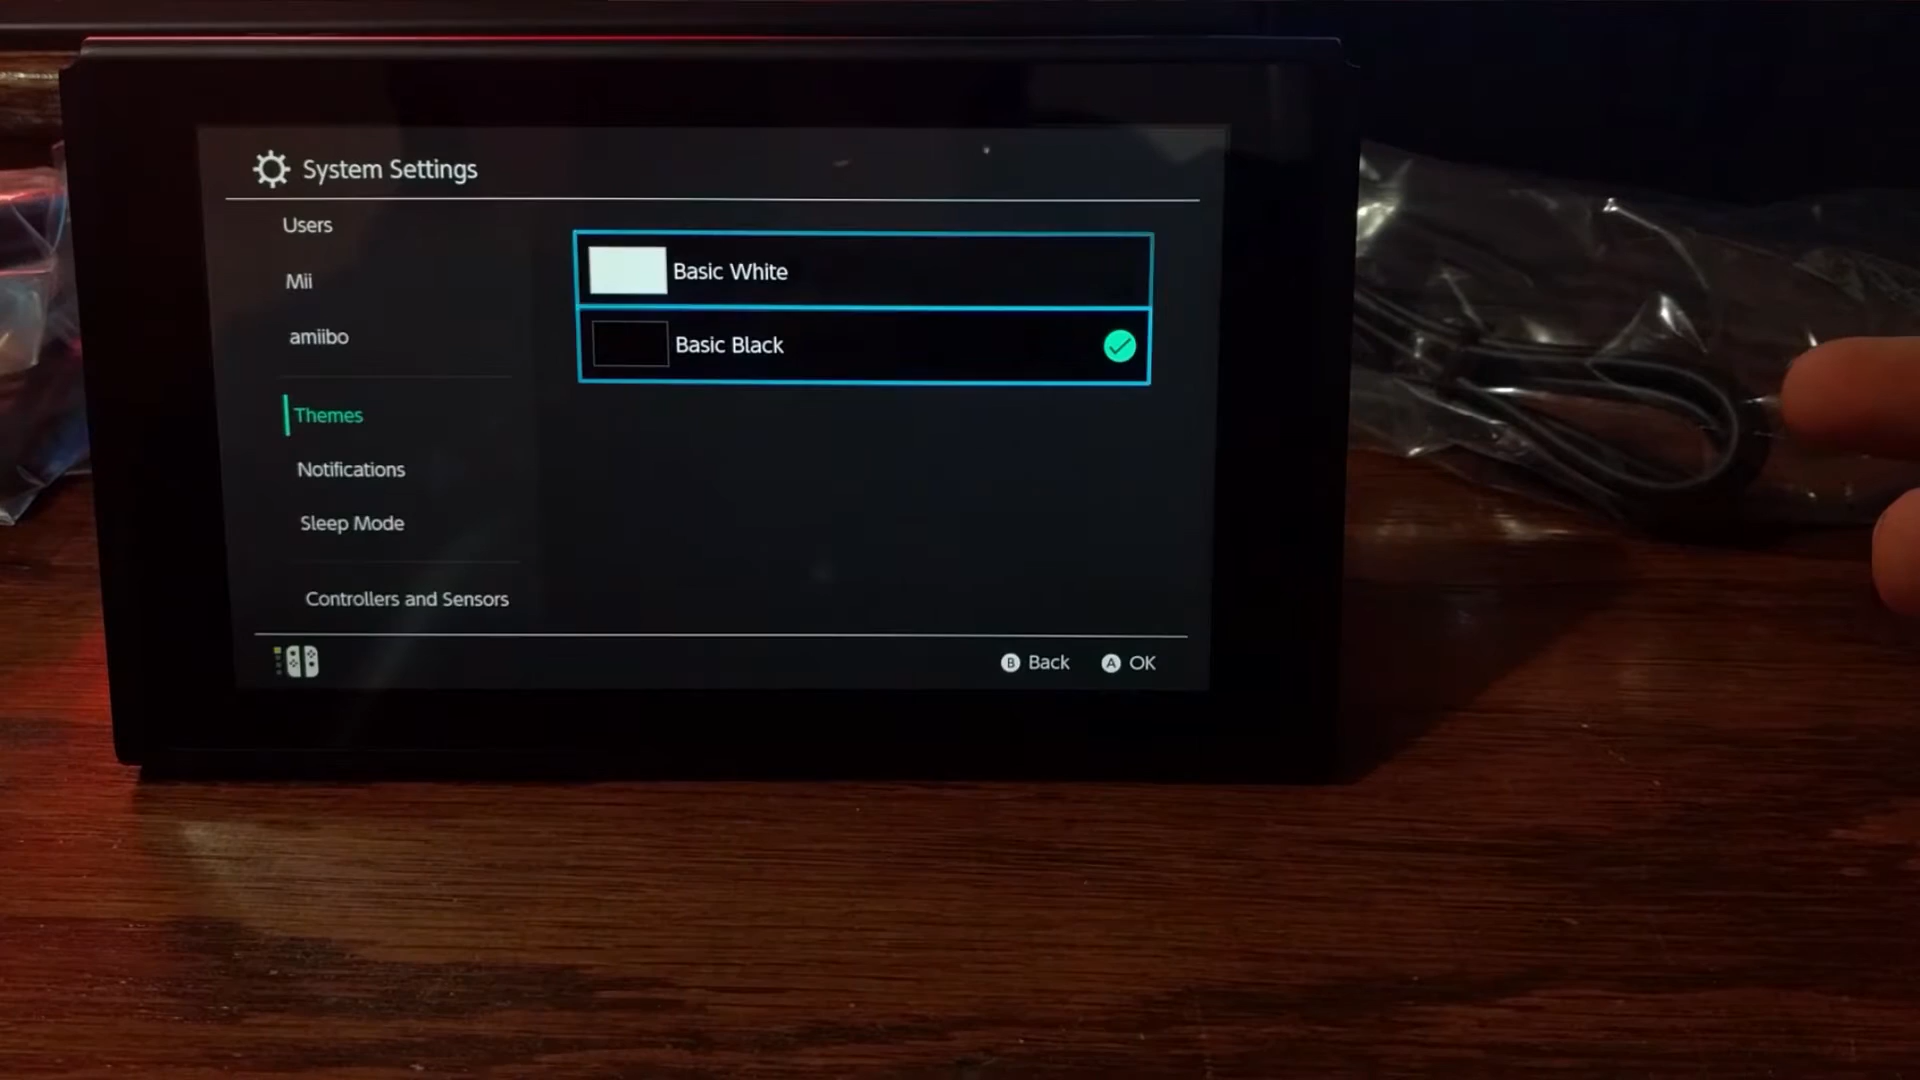 System Settings
Users
Mii
amiibo
Themes
Notifications
Sleep Mode
Controllers and Sensors
Basic White
Basic Black
B Back
A OK